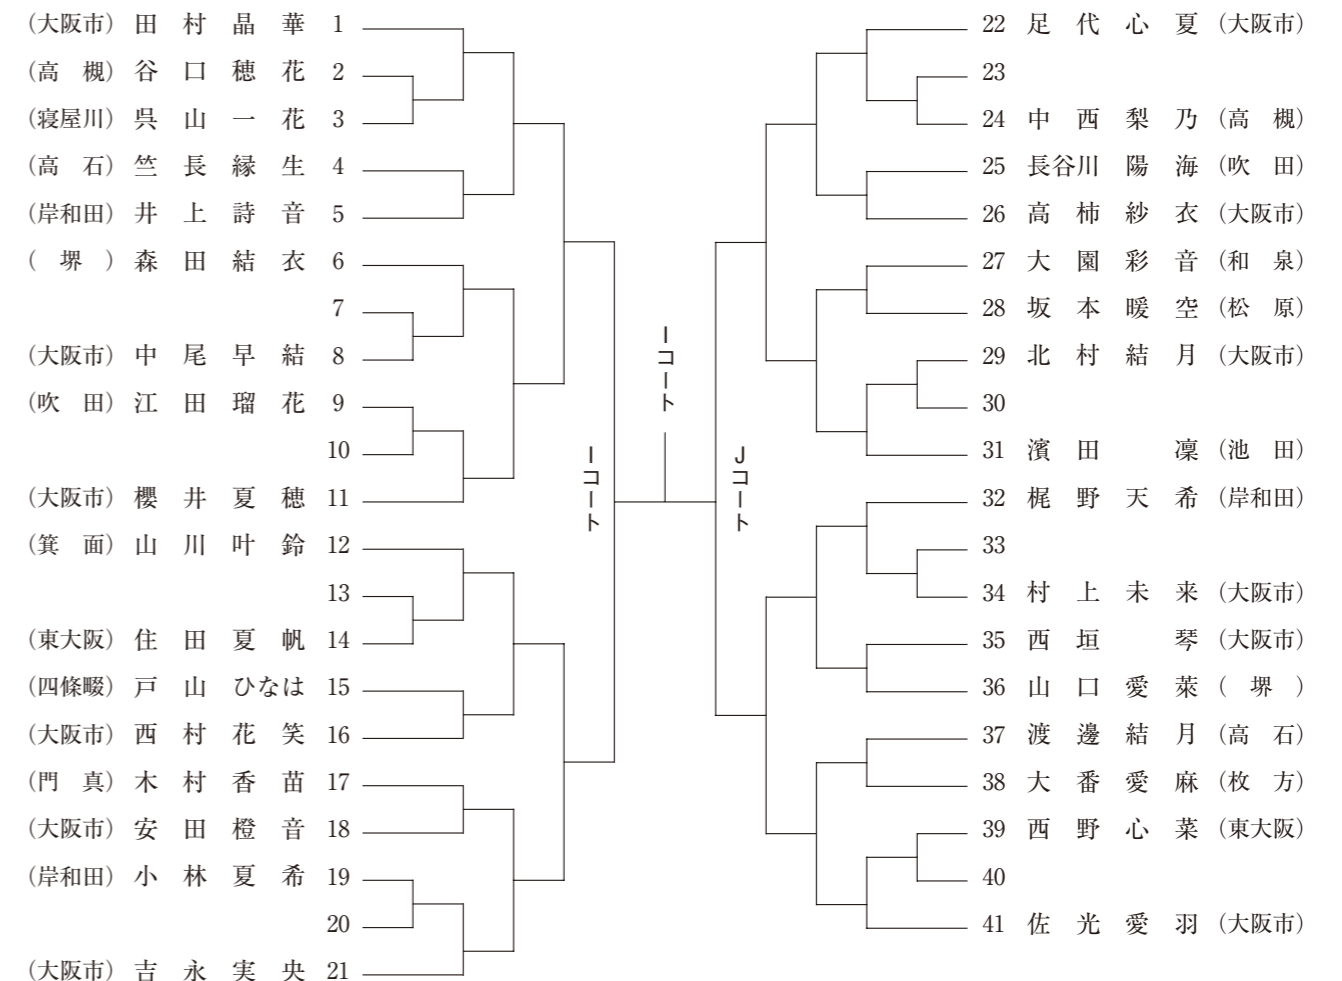 (大阪市) 田村晶華 1
(高槻) 谷口穂花 2
(寝屋川) 呉山一花 3
(高石) 竺長縁生 4
(岸和田) 井上詩音 5
(堺) 森田結衣 6
7
(大阪市) 中尾早結 8
(吹田) 江田瑠花 9
10
(大阪市) 櫻井夏穂 11
(箕面) 山川叶鈴 12
13
(東大阪) 住田夏帆 14
(四條畷) 戸山ひなは 15
(大阪市) 西村花笑 16
(門真) 木村香苗 17
(大阪市) 安田橙音 18
(岸和田) 小林夏希 19
20
(大阪市) 吉永実央 21
Iコート
Iコート
Jコート
22 足代心夏 (大阪市)
23
24 中西梨乃 (高槻)
25 長谷川陽海 (吹田)
26 高柿紗衣 (大阪市)
27 大園彩音 (和泉)
28 坂本暖空 (松原)
29 北村結月 (大阪市)
30
31 濱田凜 (池田)
32 梶野天希 (岸和田)
33
34 村上未来 (大阪市)
35 西垣琴 (大阪市)
36 山口愛萊 (堺)
37 渡邊結月 (高石)
38 大番愛麻 (枚方)
39 西野心菜 (東大阪)
40
41 佐光愛羽 (大阪市)